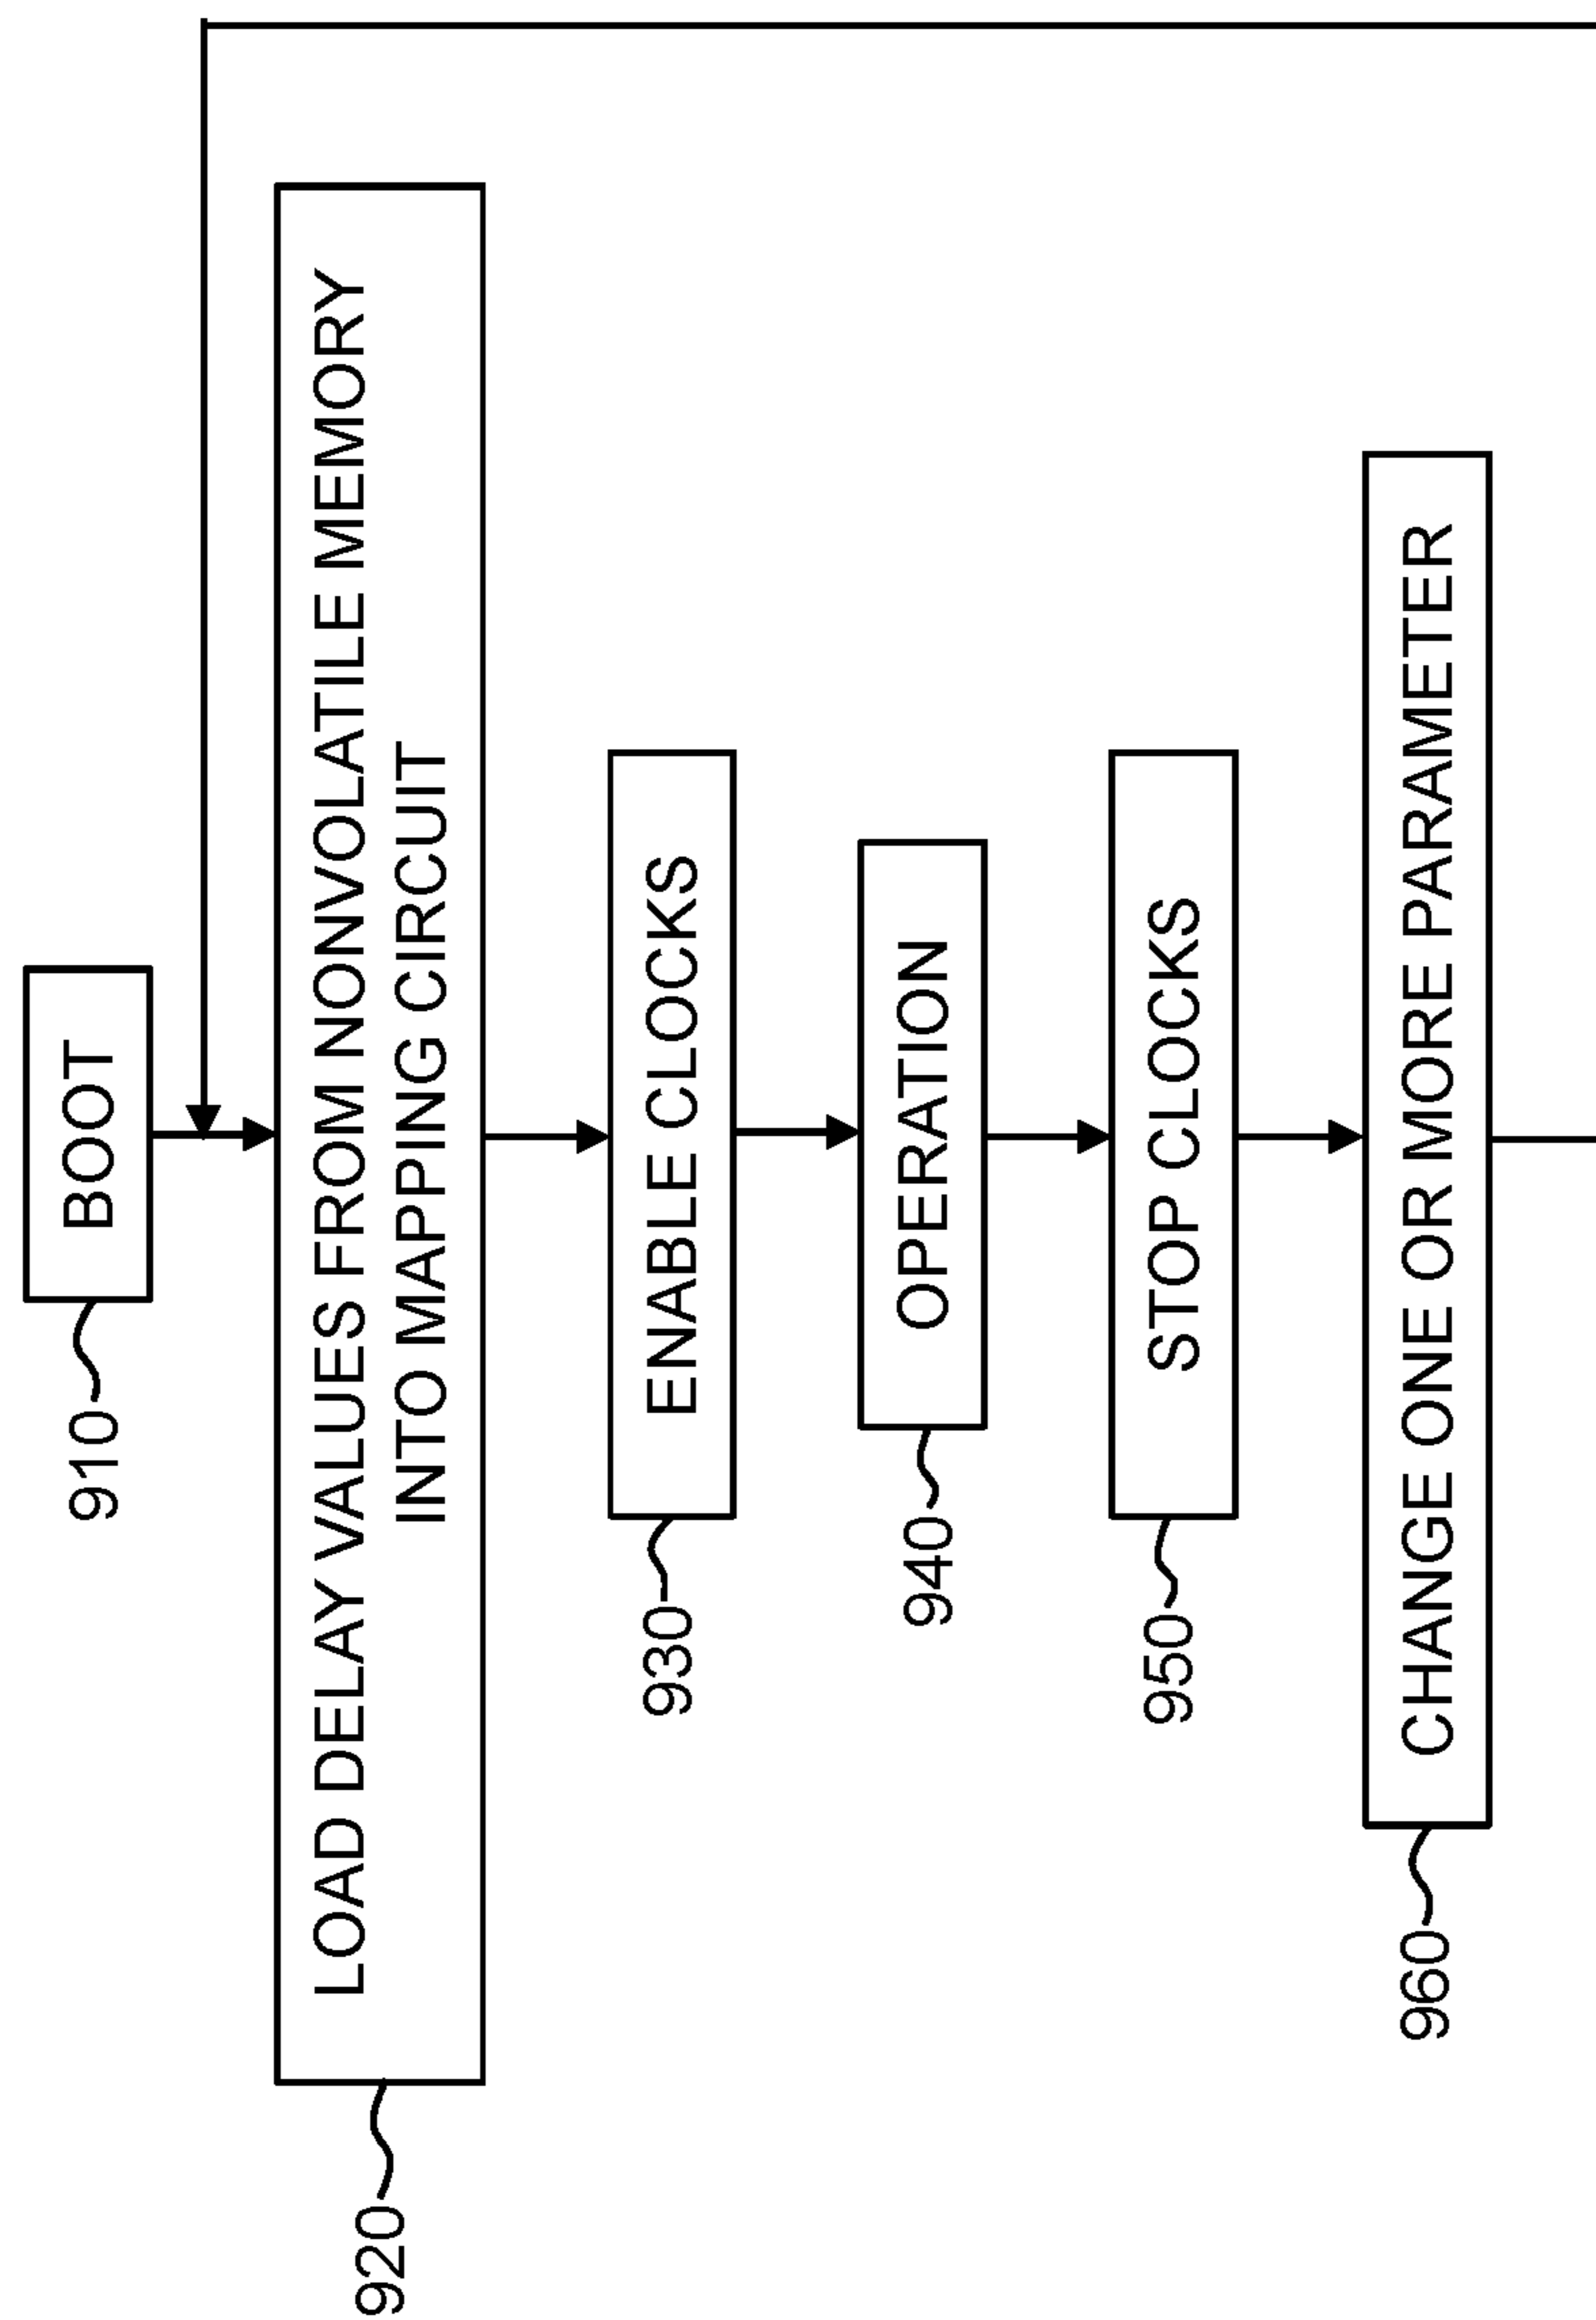 BOOT
910
LOAD DELAY VALUES FROM NONVOLATILE MEMORY
INTO MAPPING CIRCUIT
920
ENABLE CLOCKS
930
OPERATION
940
STOP CLOCKS
950
CHANGE ONE OR MORE PARAMETER
960